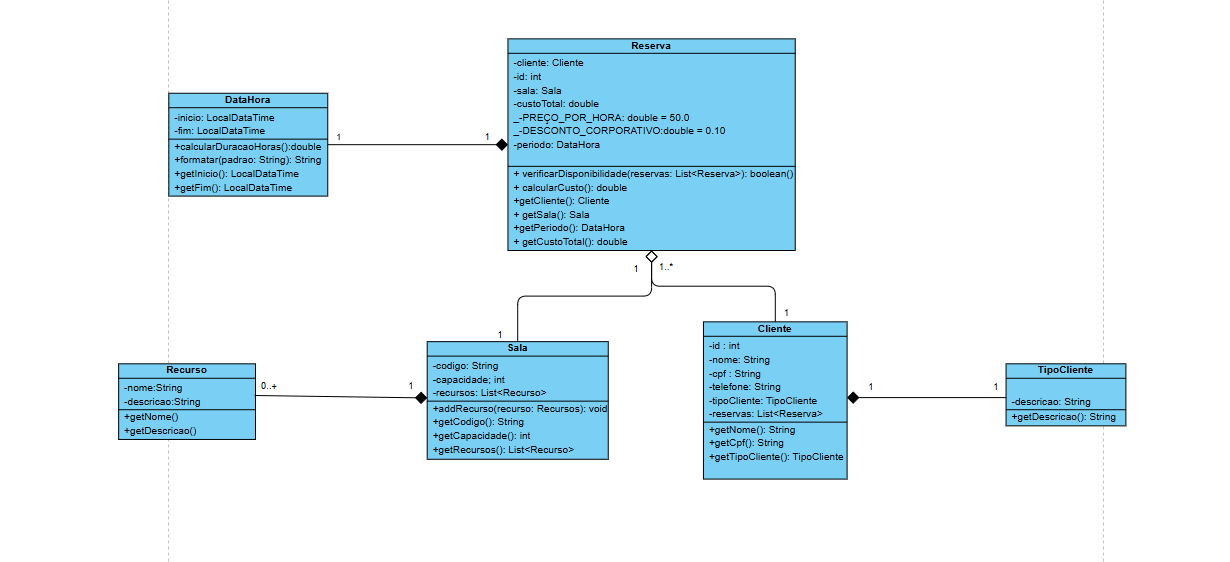 Reserva
-cliente: Cliente
-id: int
-sala: Sala
-custoTotal: double
_-PREÇO_POR_HORA: double = 50.0
_-DESCONTO_CORPORATIVO:double = 0.10
-periodo: DataHora
+ verificarDisponibilidade(reservas: List<Reserva>): boolean()
+ calcularCusto(): double
+getCliente(): Cliente
+ getSala(): Sala
+getPeriodo(): DataHora
+ getCustoTotal(): double
DataHora
-inicio: LocalDataTime
-fim: LocalDataTime
+calcularDuracaoHoras():double
+formatar(padrao: String): String
+getInicio(): LocalDataTime
+getFim(): LocalDataTime
1
1
1
1..*
1
1
Sala
-codigo: String
-capacidade; int
-recursos: List<Recurso>
+addRecurso(recurso: Recursos): void
+getCodigo(): String
+getCapacidade(): int
+getRecursos(): List<Recurso>
Cliente
-id : int
-nome: String
-cpf : String
-telefone: String
-tipoCliente: TipoCliente
-reservas: List<Reserva>
+getNome(): String
+getCpf(): String
+getTipoCliente(): TipoCliente
Recurso
-nome:String
-descricao:String
+getNome()
+getDescricao()
0..+
1
1
1
TipoCliente
-descricao: String
+getDescricao(): String